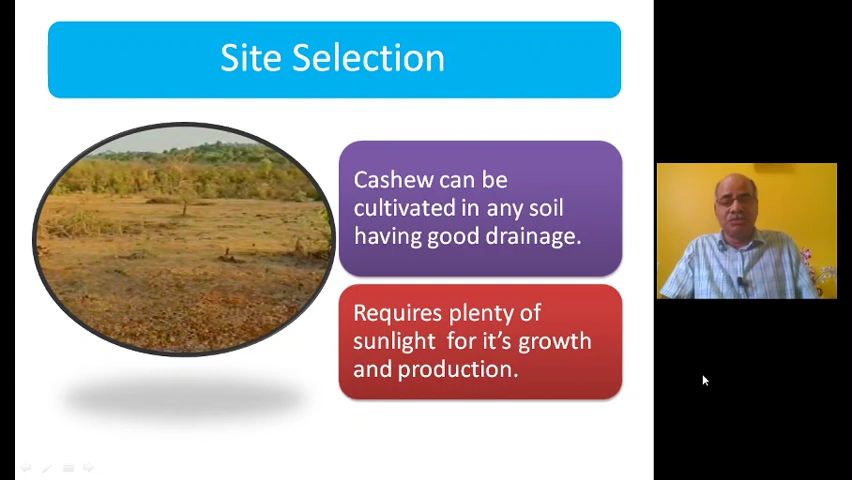 Site Selection
Cashew can be
cultivated in any soil
having good drainage.
Requires plenty of
sunlight for it's growth
and production.